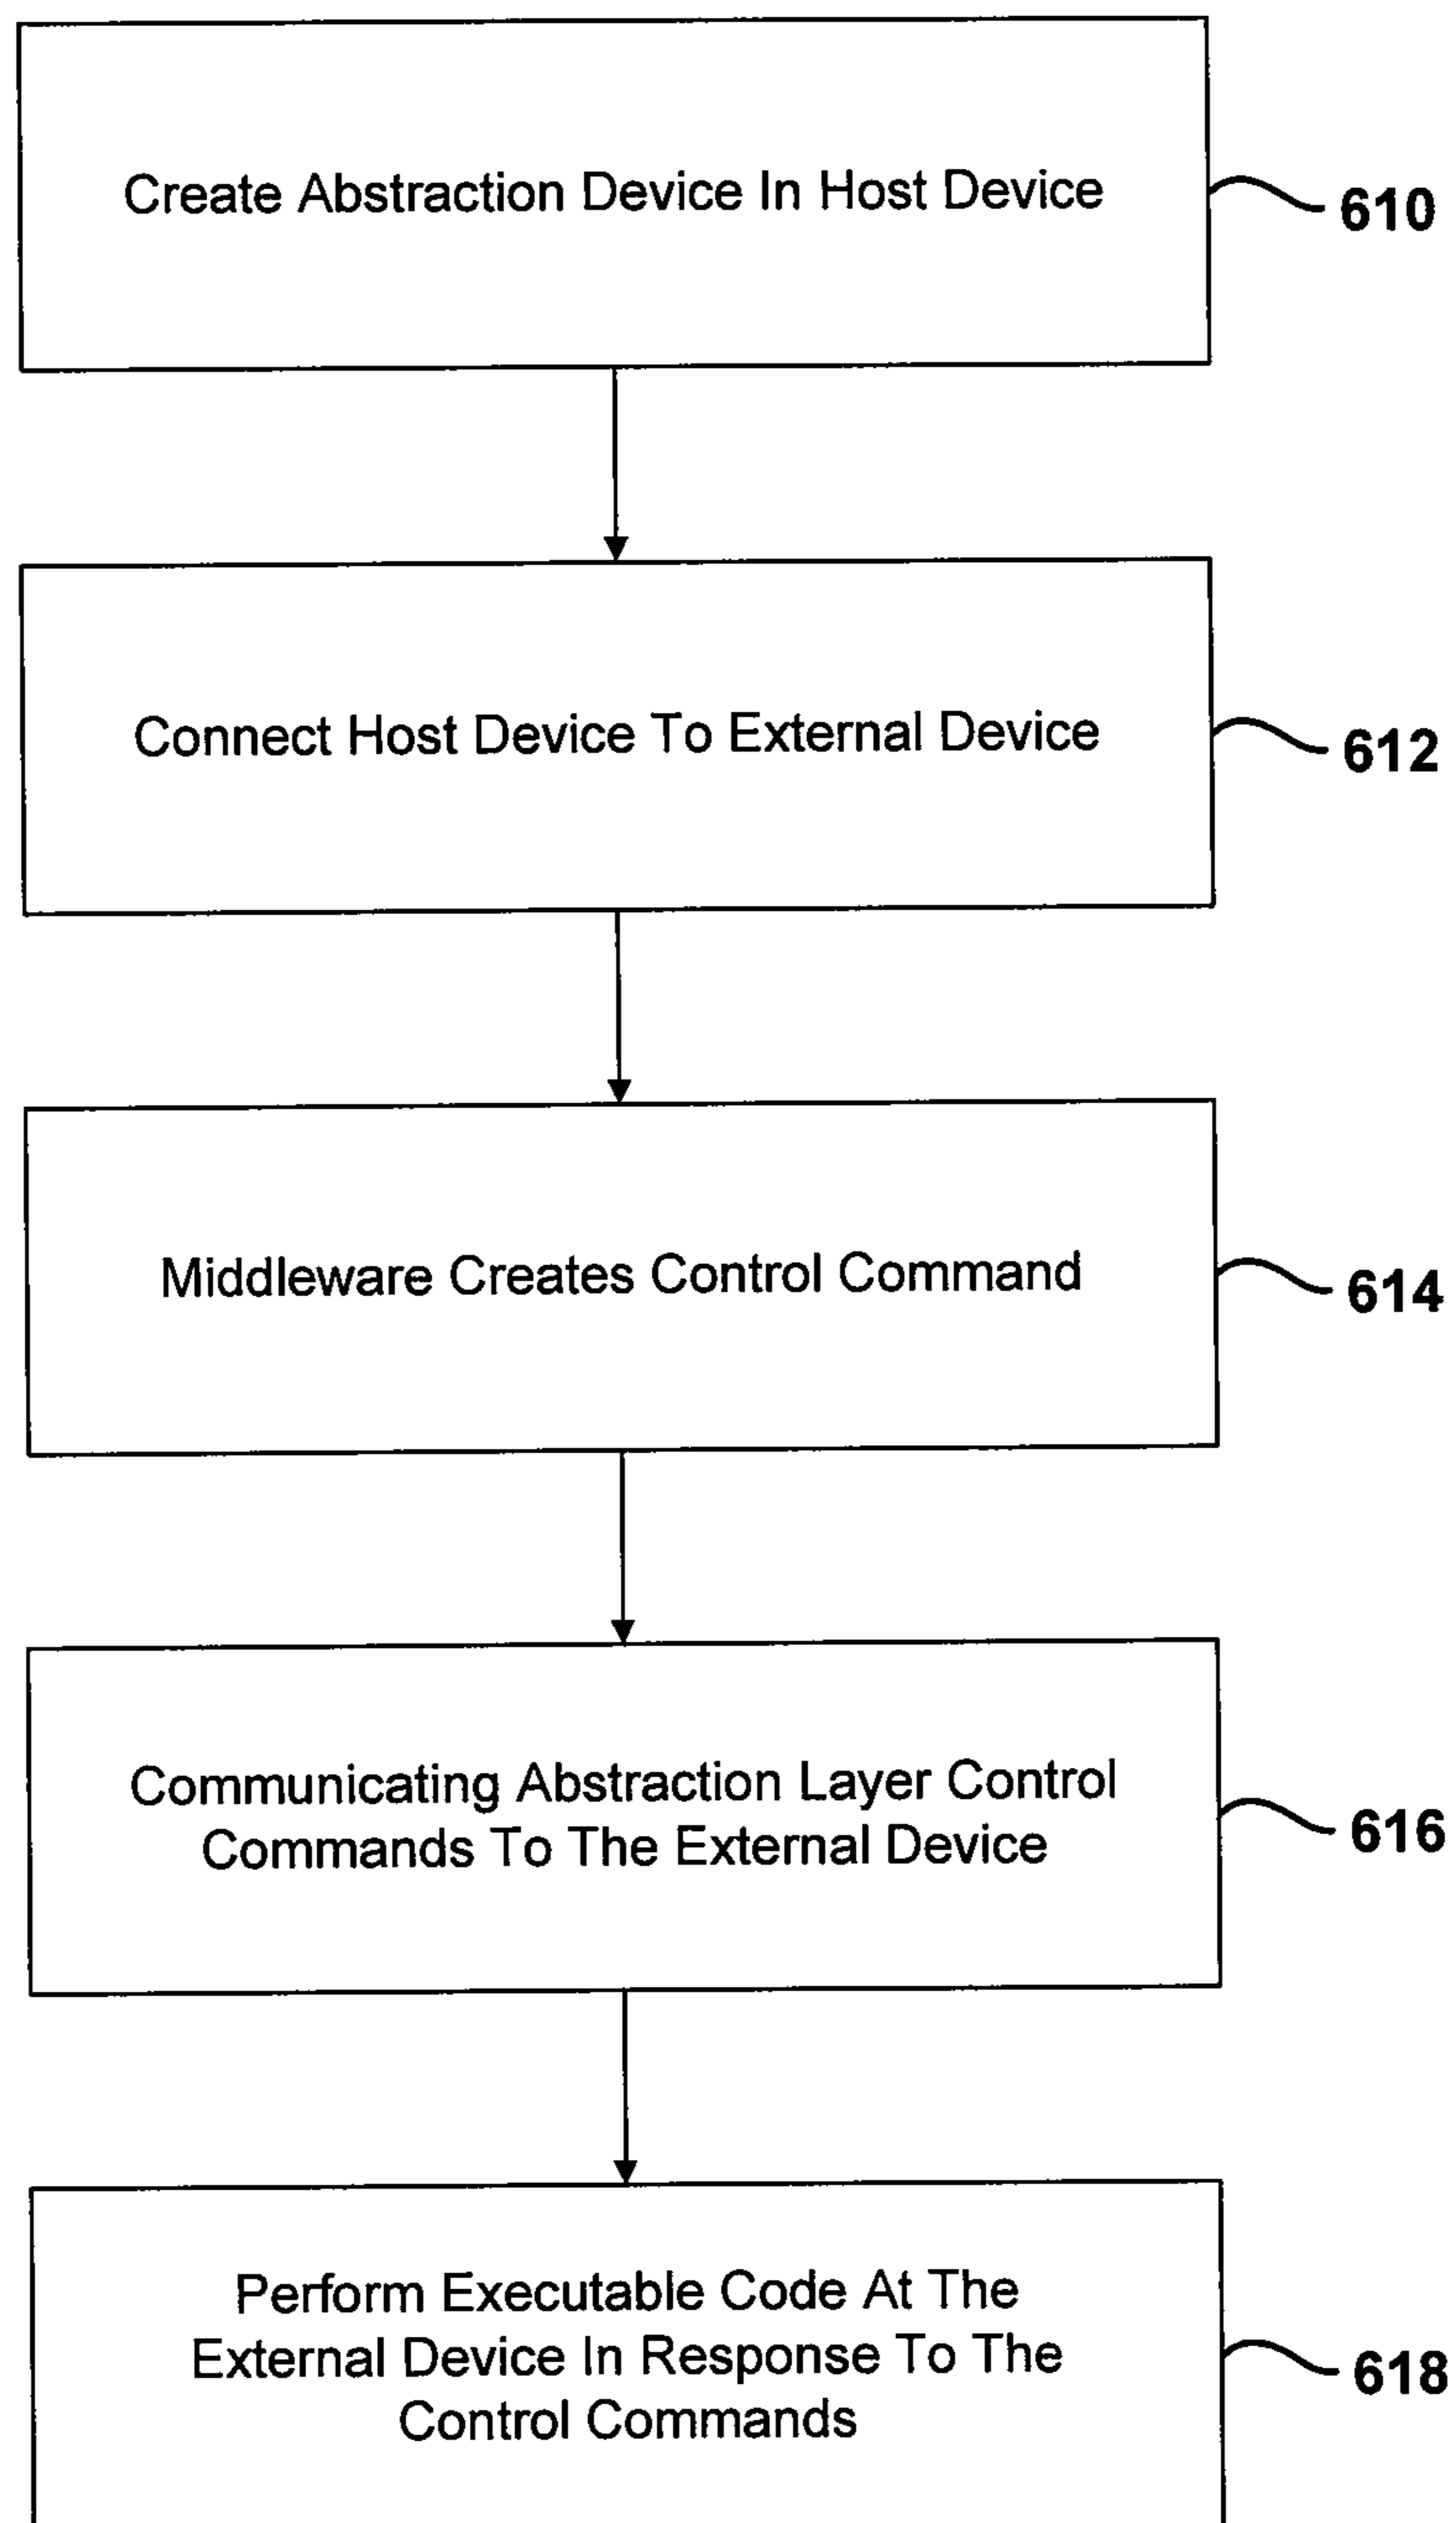 Create Abstraction Device In Host Device
610
Connect Host Device To External Device
612
Middleware Creates Control Command
614
Communicating Abstraction Layer Control
Commands To The External Device
616
Perform Executable Code At The
External Device In Response To The
Control Commands
618